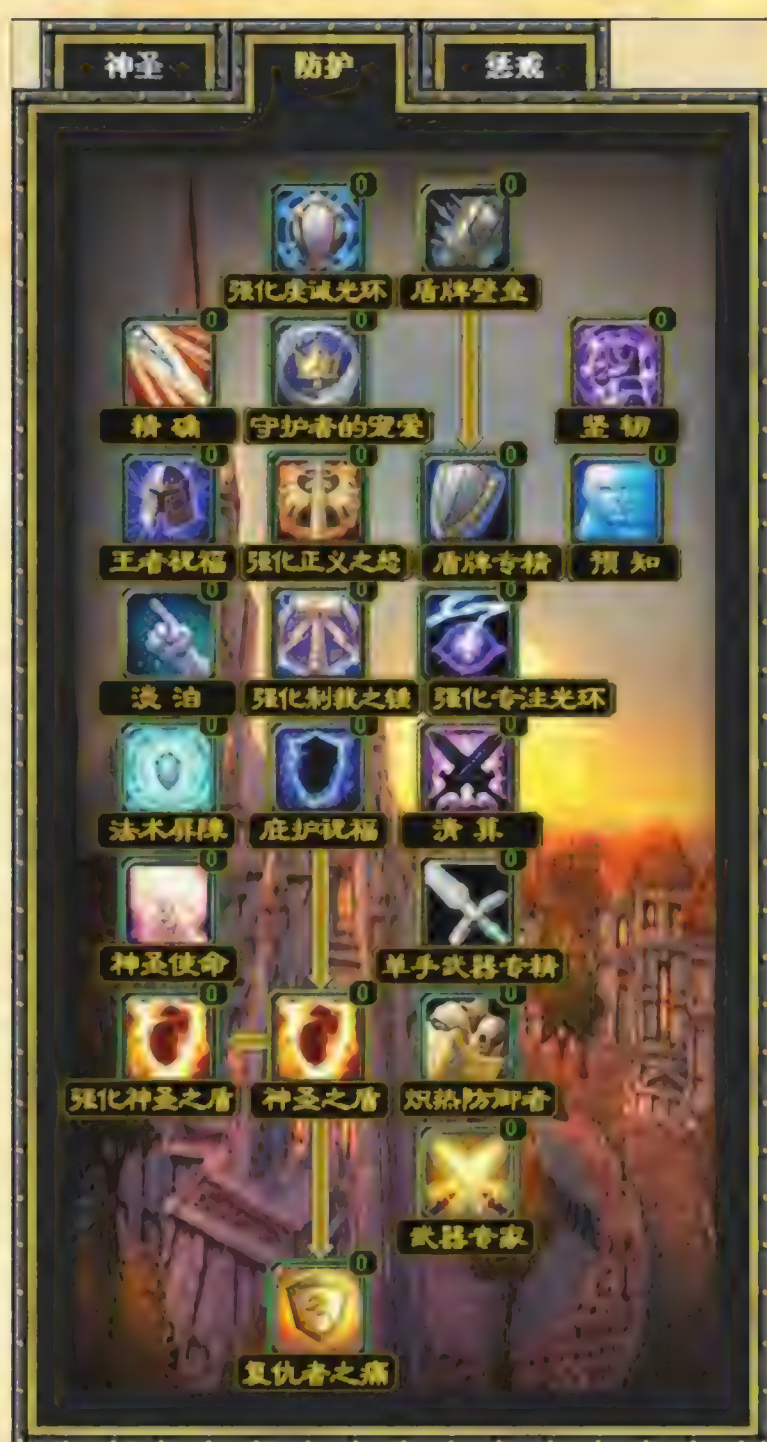 神圣 防护 惩戒
0 0
强化虔诚光环 盾牌壁垒
0 0 0
精确 守护者的宠爱 坚韧
0 0 0 0
王者祝福 强化正义之怒 盾牌专精 预知
0 0 0
淡泊 强化制裁之锤 强化专注光环
0 0 0
法术屏障 庇护祝福 清算
0 0
神圣使命 单手武器专精
0 0 0
强化神圣之盾 神圣之盾 炽热防御者
0
武器专家
0
复仇者之盾